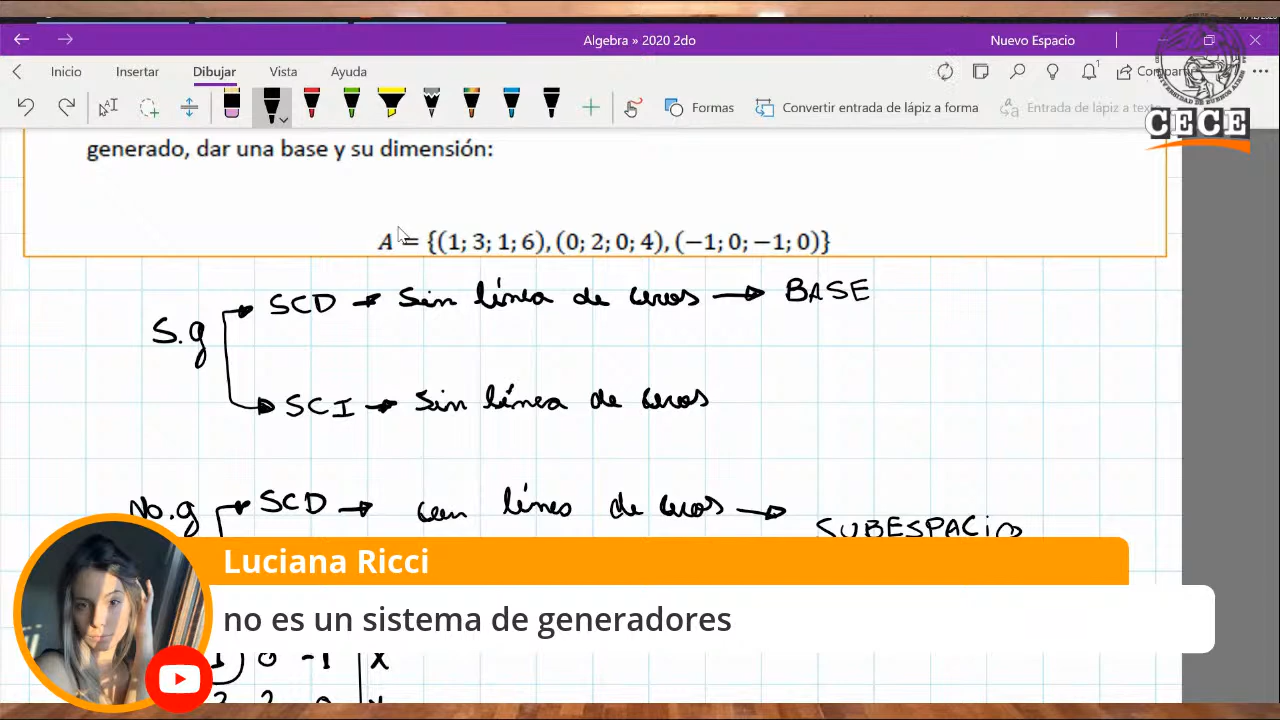 Algebra » 2020 2do
Nuevo Espacio
Inicio Insertar Dibujar Vista Ayuda
Convertir entrada de lápiz a forma
Formas
Entrada de lápiz a texto
CECE
generado, dar una base y su dimensión:
A = {(1; 3; 1; 6), (0; 2; 0; 4), (−1; 0; −1; 0)}
S.g
SCD → Sin línea de ceros → BASE
SCI → Sin línea de ceros
No.g
SCD → con línea de ceros →
SUBESPACIO
Luciana Ricci
no es un sistema de generadores
1 0 -1 x